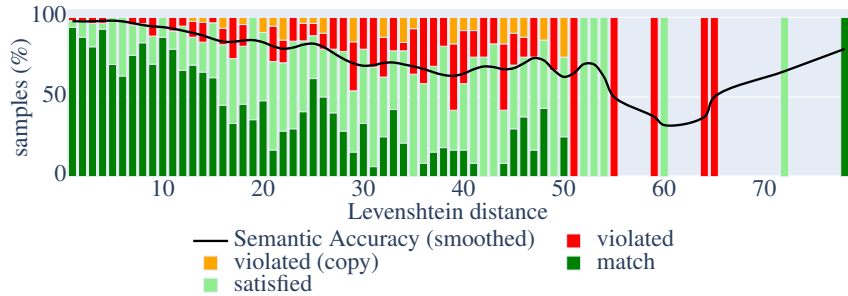 100
50
0
samples (%)
10 20 30 40 50 60 70
Levenshtein distance
Semantic Accuracy (smoothed) violated
violated (copy) match
satisfied